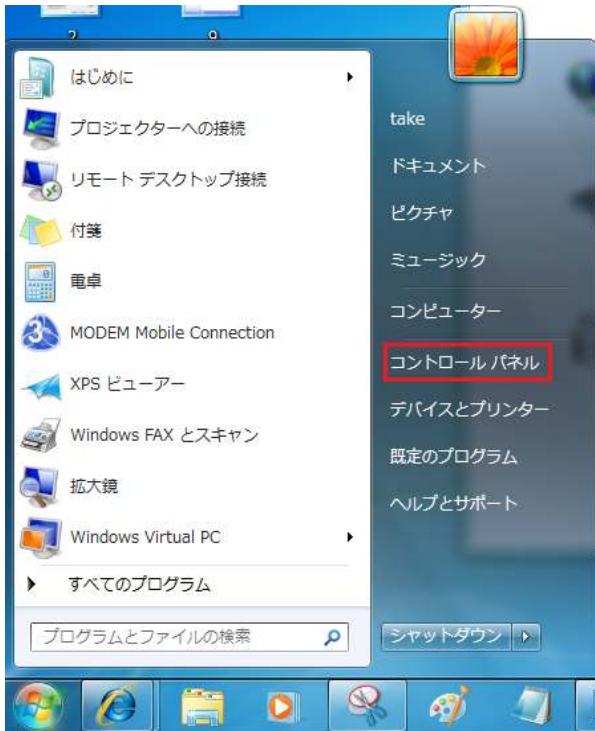 2
9
はじめに
プロジェクターへの接続
リモート デスクトップ接続
付箋
電卓
MODEM Mobile Connection
XPS ビューアー
Windows FAX とスキャン
拡大鏡
Windows Virtual PC
すべてのプログラム
プログラムとファイルの検索
take
ドキュメント
ピクチャ
ミュージック
コンピューター
コントロール パネル
デバイスとプリンター
既定のプログラム
ヘルプとサポート
シャットダウン